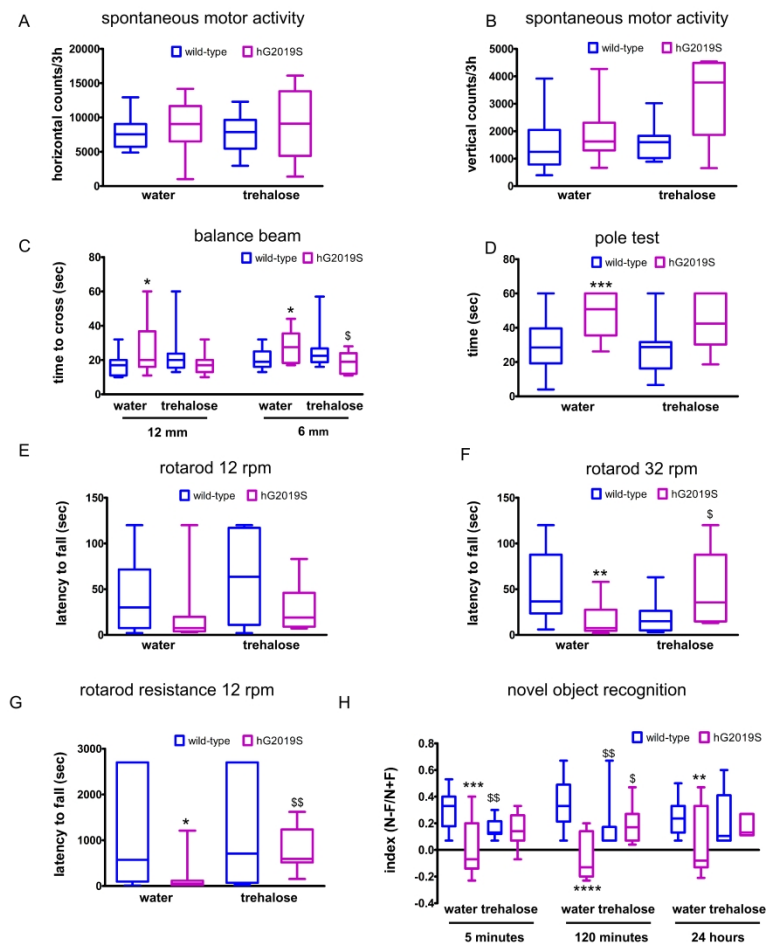 A
spontaneous motor activity
wild-type hG2019S
horizontal counts/3h
20000
15000
10000
5000
0
water trehalose
B
spontaneous motor activity
wild-type hG2019S
vertical counts/3h
5000
4000
3000
2000
1000
0
water trehalose
C
balance beam
wild-type hG2019S
time to cross (sec)
80
60
40
20
0
* * $
water trehalose water trehalose
12 mm 6 mm
D
pole test
wild-type hG2019S
time (sec)
80
60
40
20
0
***
water trehalose
E
rotarod 12 rpm
wild-type hG2019S
latency to fall (sec)
150
100
50
0
water trehalose
F
rotarod 32 rpm
wild-type hG2019S
latency to fall (sec)
150
100
50
0
** $
water trehalose
G
rotarod resistance 12 rpm
wild-type hG2019S
latency to fall (sec)
3000
2000
1000
0
* $$
water trehalose
H
novel object recognition
wild-type hG2019S
index (N-F/N+F)
0.8
0.6
0.4
0.2
0.0
-0.2
-0.4
*** $$ **** $$ $ **
water trehalose water trehalose water trehalose
5 minutes 120 minutes 24 hours